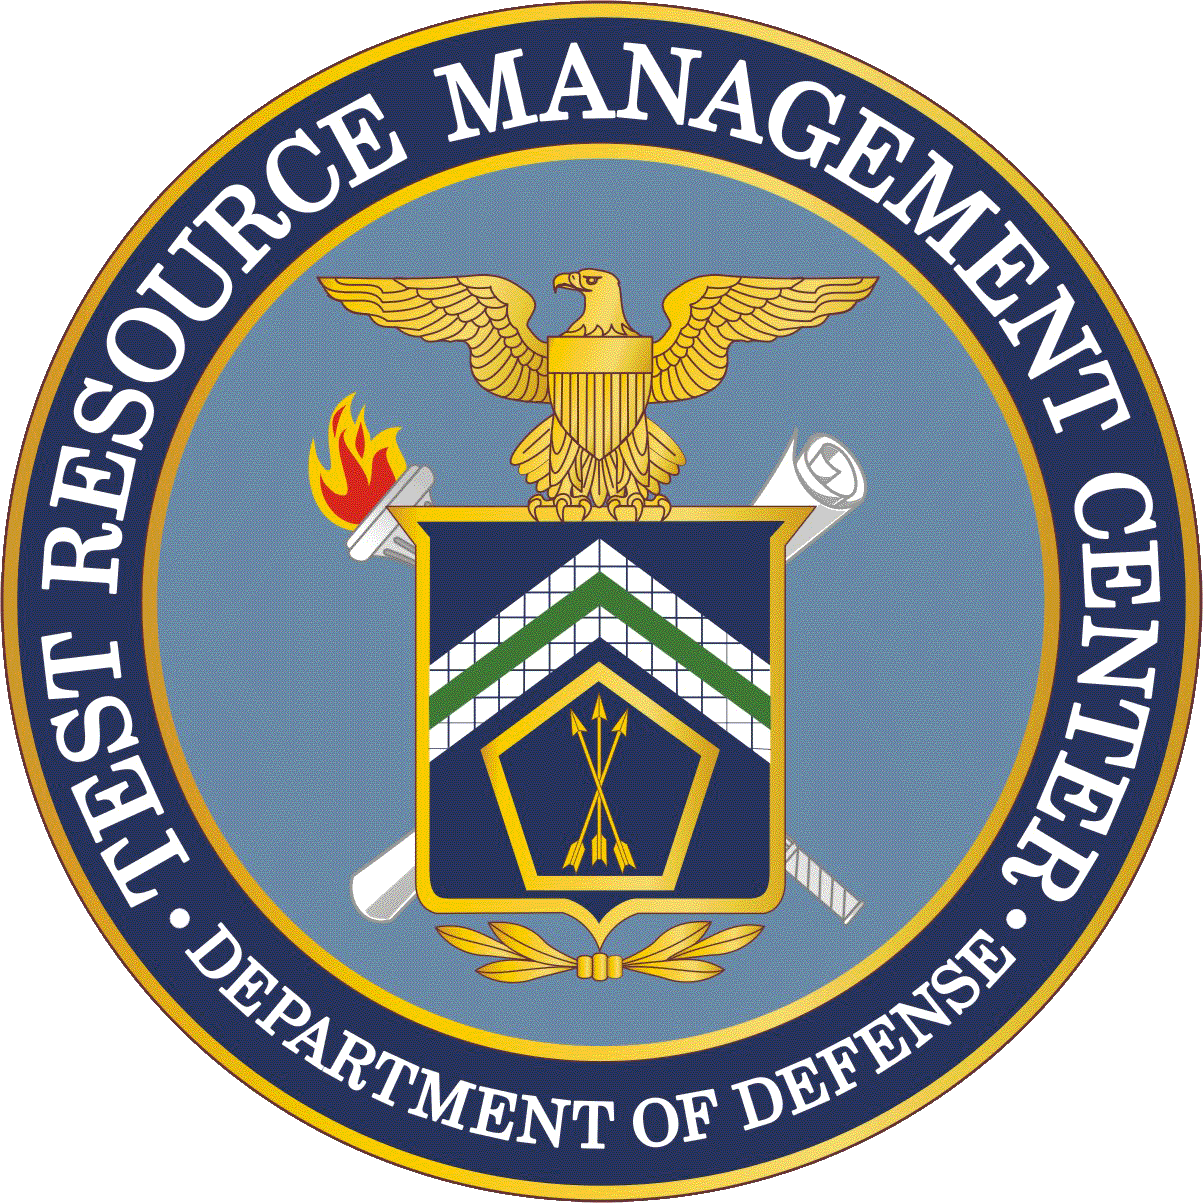 TEST RESOURCE MANAGEMENT CENTER
• DEPARTMENT OF DEFENSE •